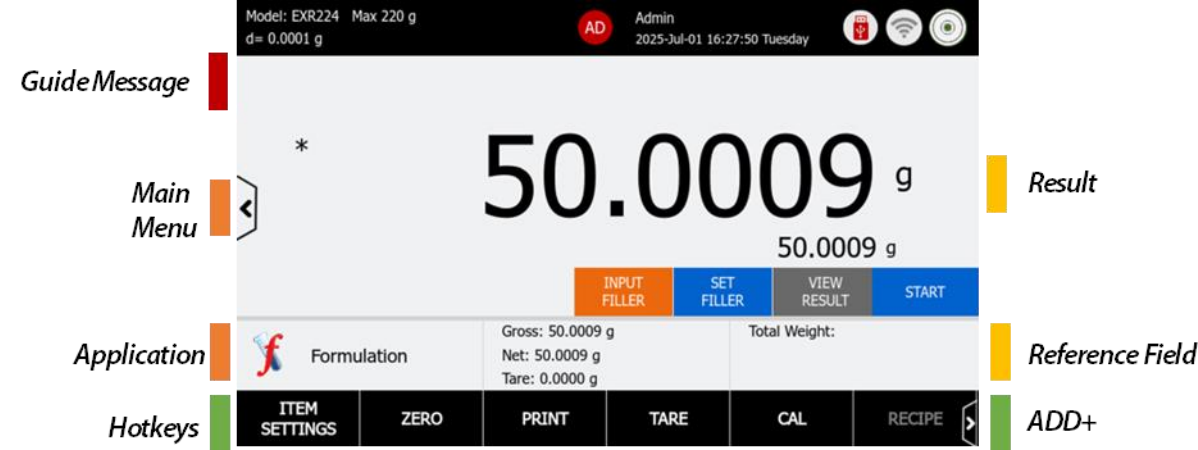 Model: EXR224 Max 220 g
d= 0.0001 g
AD
Admin
2025-Jul-01 16:27:50 Tuesday
Guide Message
*
50.0009 g
Main
Menu
Result
50.0009 g
INPUT
FILLER
SET
FILLER
VIEW
RESULT
START
Application
f
Formulation
Gross: 50.0009 g
Net: 50.0009 g
Tare: 0.0000 g
Total Weight:
Reference Field
Hotkeys
ITEM
SETTINGS
ZERO
PRINT
TARE
CAL
RECIPE
ADD+